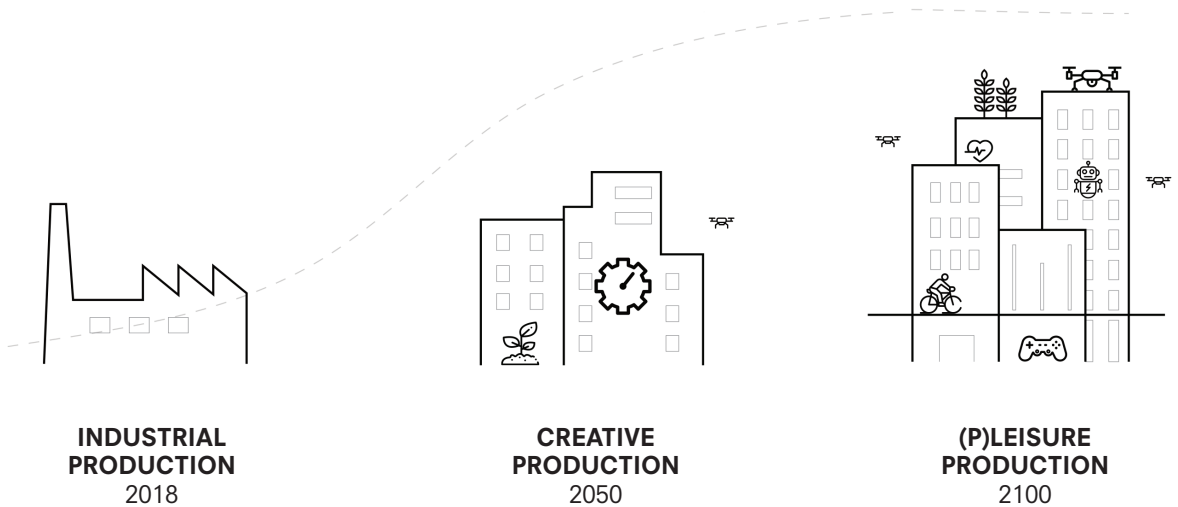 INDUSTRIAL
PRODUCTION
2018
CREATIVE
PRODUCTION
2050
(P)LEISURE
PRODUCTION
2100